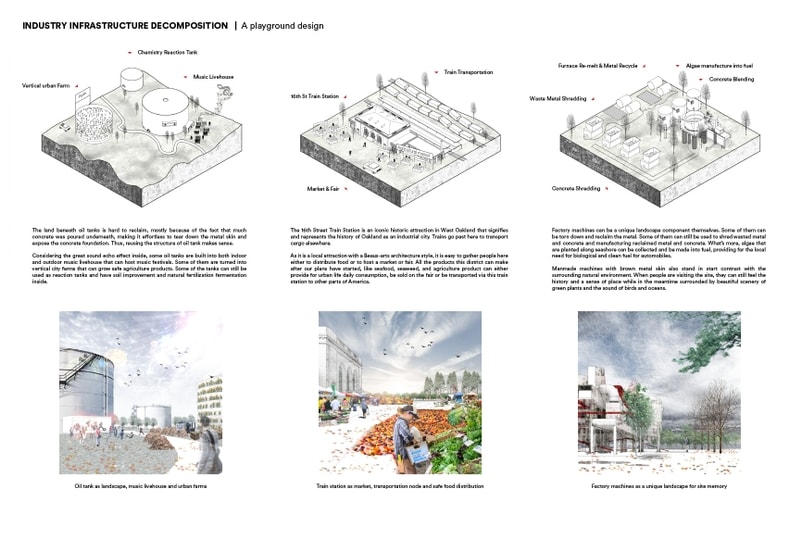 INDUSTRY INFRASTRUCTURE DECOMPOSITION | A playground design
Chemistry Reaction Tank
Music Livehouse
Vertical urban Farm
Train Transportation
16th St Train Station
Market & Fair
Furnace Re-melt & Metal Recycle
Algae manufacture into fuel
Concrete Blending
Waste Metal Shredding
Concrete Shredding
The land beneath oil tanks is hard to reclaim, mostly because of the fact that much
concrete was poured underneath, making it effortless to tear down the metal skin and
expose the concrete foundation. Thus, reusing the structure of oil tank makes sense.
Considering the great sound echo effect inside, some oil tanks are built into both indoor
and outdoor music livehouse that can host music festivals. Some of them are turned into
vertical city farms that can grow safe agriculture products. Some of the tanks can still be
used as reaction tanks and have soil improvement and natural fertilization fermentation
inside.
The 16th Street Train Station is an iconic historic attraction in West Oakland that signifies
and represents the history of Oakland as an industrial city. Trains go past here to transport
cargo elsewhere.
As it is a local attraction with a Beaux-arts architecture style, it is easy to gather people here
either to distribute food or to host a market or fair. All the products this district can make
after our plans have started, like seafood, seaweed, and agriculture product can either
provide for urban life daily consumption, be sold on the fair or be transported via this train
station to other parts of America.
Factory machines can be a unique landscape component themselves. Some of them can
be torn down and reclaim the metal. Some of them can still be used to shred wasted metal
and concrete and manufacturing reclaimed metal and concrete. What's more, algae that
are planted along seashore can be collected and be made into fuel, providing for the local
need for biological and clean fuel for automobiles.
Manmade machines with brown metal skin also stand in start contrast with the
surrounding natural environment. When people are visiting the site, they can still feel the
history and a sense of place while in the meantime surrounded by beautiful scenery of
green plants and the sound of birds and oceans.
Oil tank as landscape, music livehouse and urban farms
Train station as market, transportation node and safe food distribution
Factory machines as a unique landscape for site memory